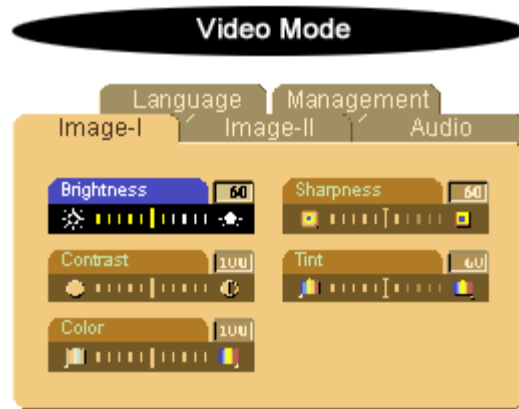 Video Mode
Language Management
Image-I Image-II Audio
Brightness 60 Sharpness 60
Contrast 100 Tint 60
Color 100